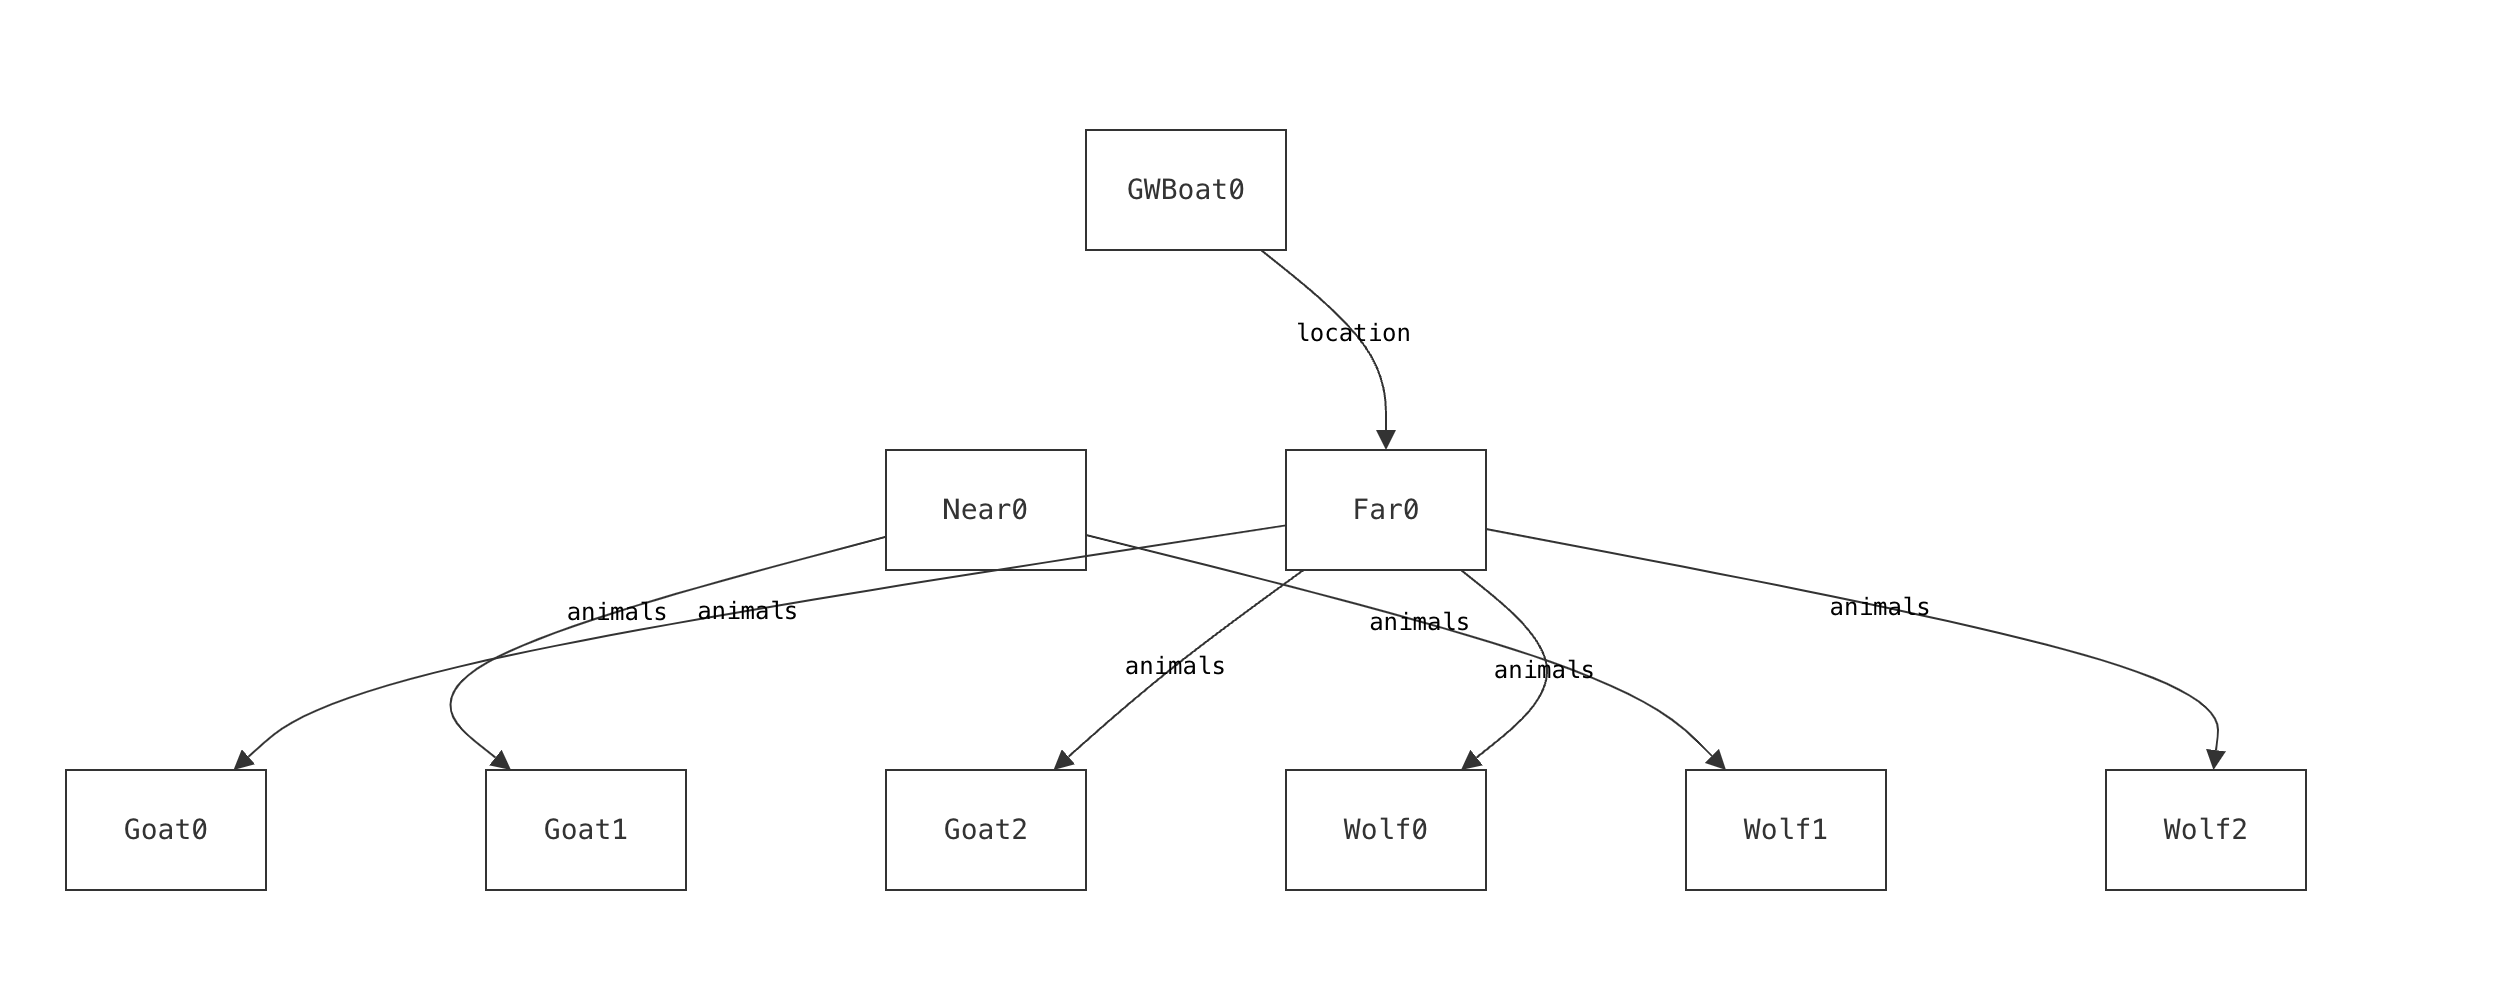 GWBoat0
location
Near0
Far0
animals
animals
animals
animals
animals
animals
Goat0
Goat1
Goat2
Wolf0
Wolf1
Wolf2